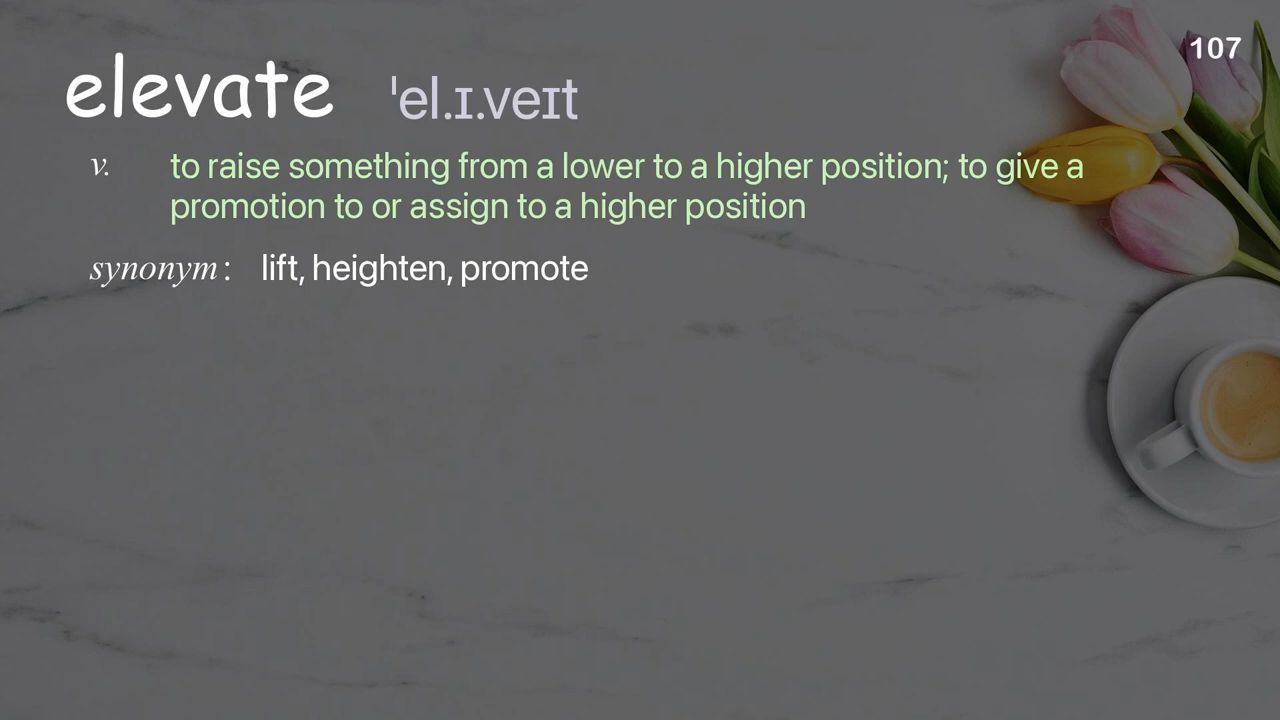 107
elevate ˈel.ɪ.veɪt
v. to raise something from a lower to a higher position; to give a
promotion to or assign to a higher position
synonym: lift, heighten, promote